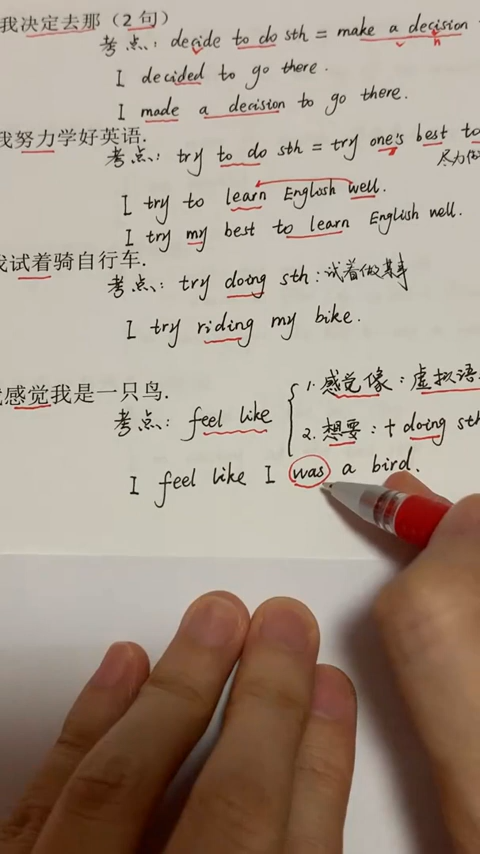 我决定去那（2句）
考点：decide to do sth = make a decision
v n
I decided to go there.
I made a decision to go there.
我努力学好英语.
考点：try to do sth = try one's best to
尽力做
I try to learn Englosh well.
I try my best to learn English well.
我试着骑自行车.
考点：try doing sth：试着做某事
I try riding my bike.
感觉我是一只鸟.
考点：feel like
1.感觉像：虚拟语
2.想要：+ doing sth
I feel like I was a bird.